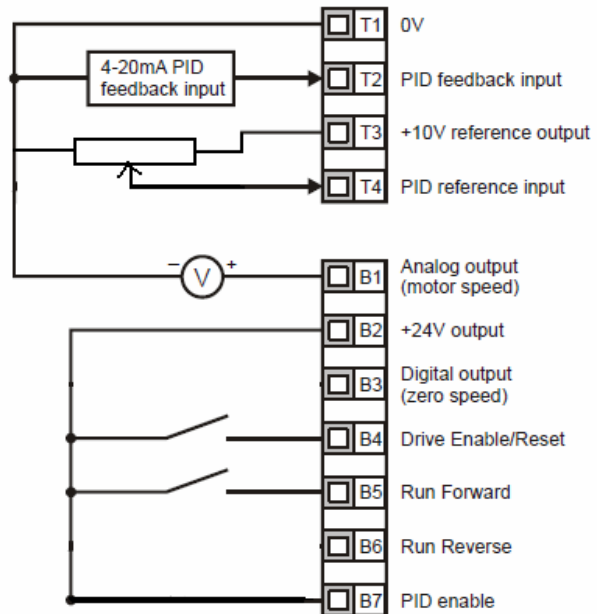 T1 0V
4-20mA PID
feedback input
T2 PID feedback input
T3 +10V reference output
T4 PID reference input
– V + B1 Analog output
(motor speed)
B2 +24V output
B3 Digital output
(zero speed)
B4 Drive Enable/Reset
B5 Run Forward
B6 Run Reverse
B7 PID enable